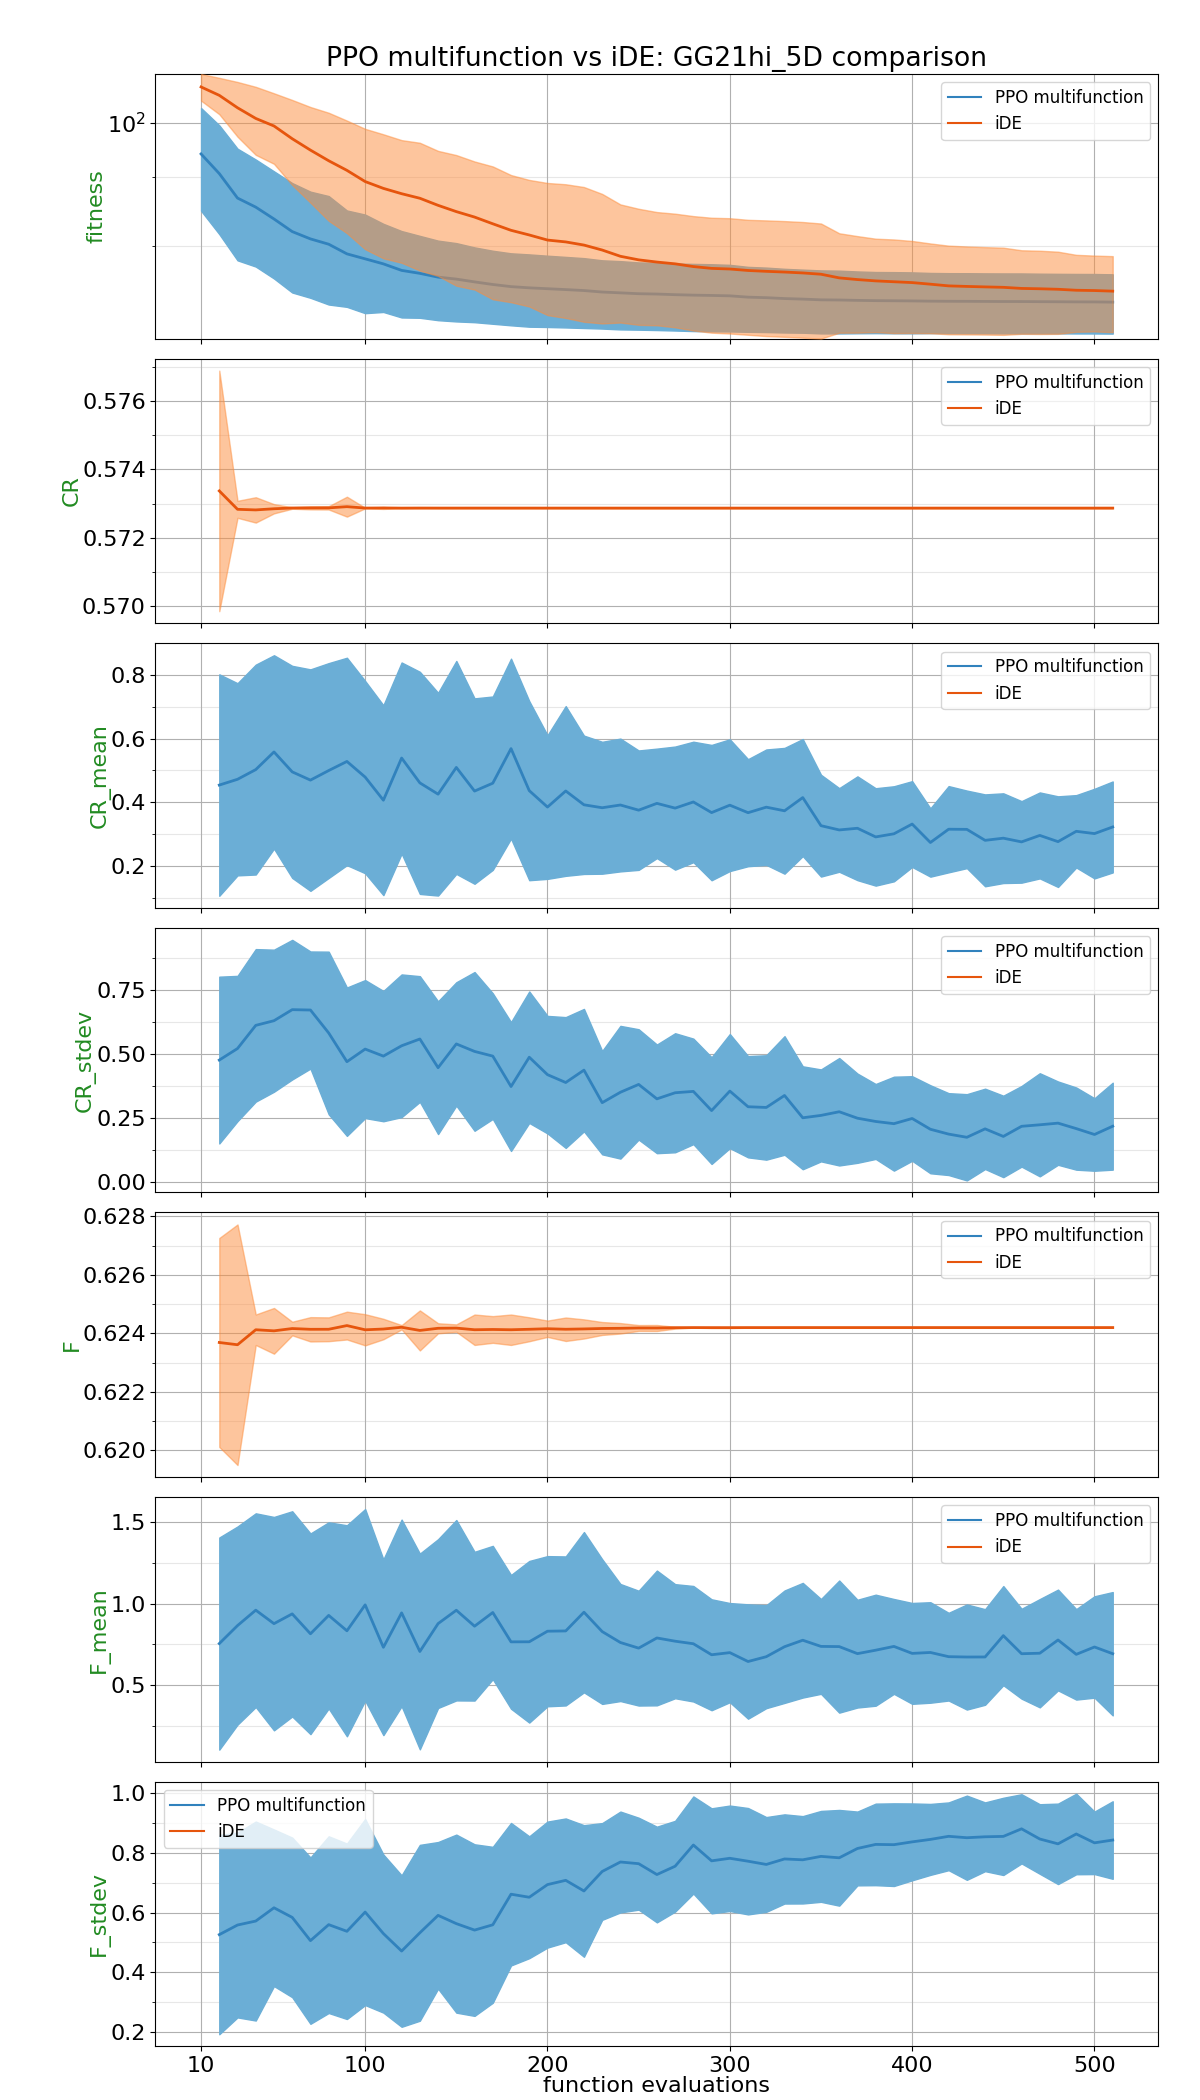 PPO multifunction vs iDE: GG21hi_5D comparison
10²
fitness
PPO multifunction
iDE
0.576
0.574
0.572
0.570
CR
PPO multifunction
iDE
0.8
0.6
0.4
0.2
CR_mean
PPO multifunction
iDE
0.75
0.50
0.25
0.00
CR_stdev
PPO multifunction
iDE
0.628
0.626
0.624
0.622
0.620
F
PPO multifunction
iDE
1.5
1.0
0.5
F_mean
PPO multifunction
iDE
1.0
0.8
0.6
0.4
0.2
F_stdev
PPO multifunction
iDE
10 100 200 300 400 500
function evaluations